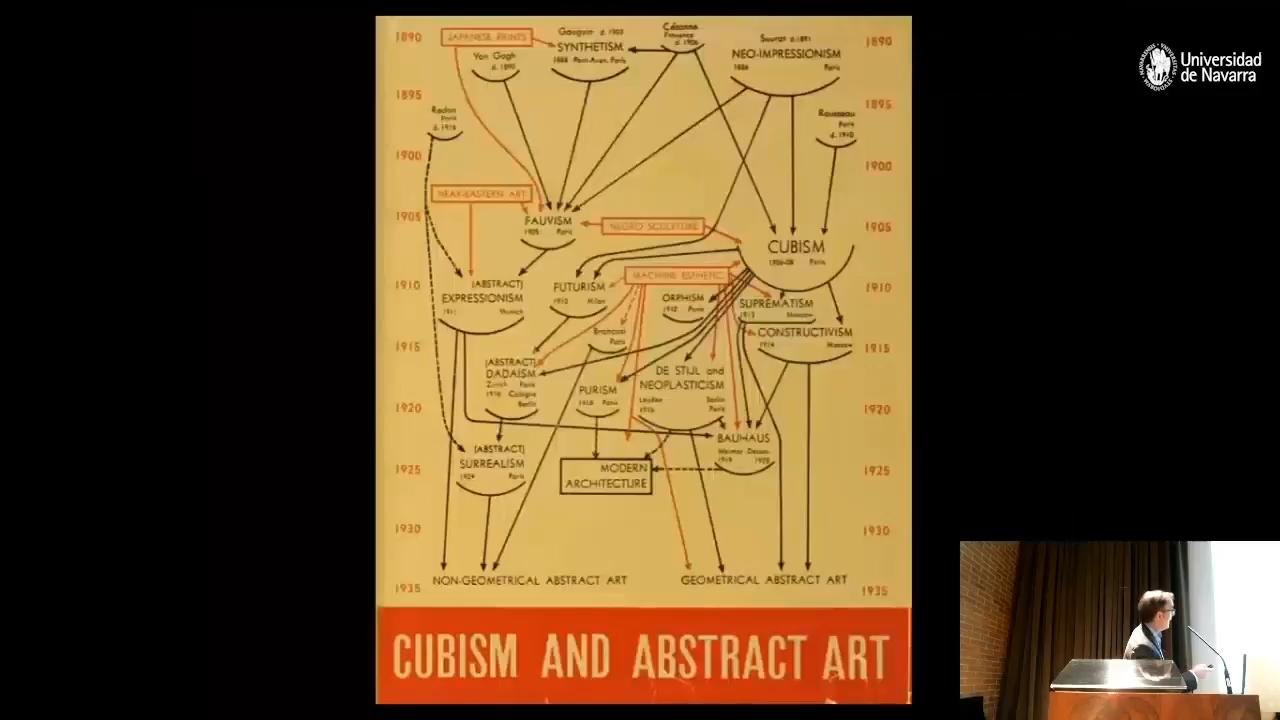 1890
JAPANESE PRINTS
Gauguin d. 1903
SYNTHETISM
1888 Pont-Aven, Paris
Cézanne
Provence
d. 1906
Seurat d. 1891
NEO-IMPRESSIONISM
1886 Paris
1890
Van Gogh
d. 1890
1895
1895
Redon
Paris
d. 1916
Rousseau
Paris
d. 1910
1900
1900
NEAR-EASTERN ART
1905
FAUVISM
1905 Paris
NEGRO SCULPTURE
1905
CUBISM
1906-08 Paris
1910
(ABSTRACT)
EXPRESSIONISM
1911 Munich
FUTURISM
1910 Milan
MACHINE ESTHETIC
ORPHISM
1912 Paris
SUPREMATISM
1913 Moscow
1910
CONSTRUCTIVISM
1914 Moscow
Brancusi
Paris
1915
1915
(ABSTRACT)
DADAISM
Zurich Paris
1916 Cologne
Berlin
PURISM
1918 Paris
DE STIJL and
NEOPLASTICISM
Leyden Berlin
1916 Paris
1920
1920
BAUHAUS
Weimar Dessau
1919 1925
(ABSTRACT)
SURREALISM
1924 Paris
1925
MODERN
ARCHITECTURE
1925
1930
1930
NON-GEOMETRICAL ABSTRACT ART
GEOMETRICAL ABSTRACT ART
1935
1935
CUBISM AND ABSTRACT ART
Universidad
de Navarra